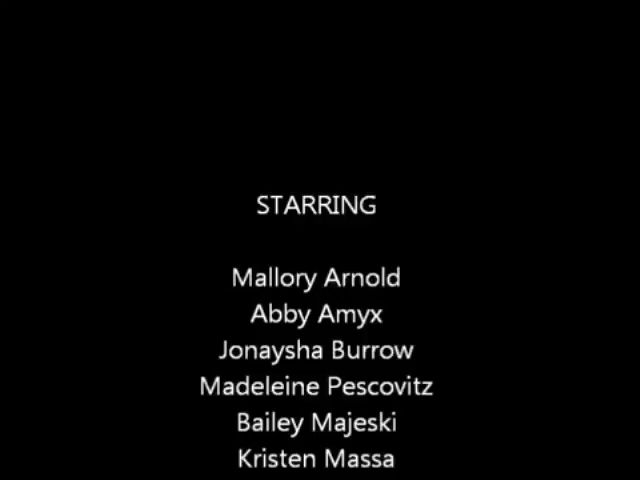 STARRING
Mallory Arnold
Abby Amyx
Jonaysha Burrow
Madeleine Pescovitz
Bailey Majeski
Kristen Massa